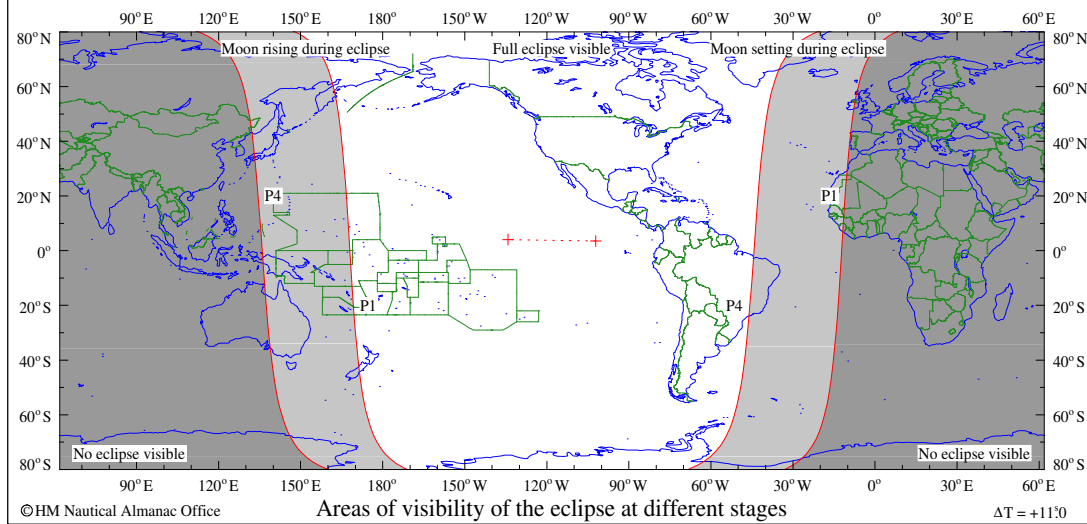 90°E 120°E 150°E 180° 150°W 120°W 90°W 60°W 30°W 0° 30°E 60°E
80°N 80°N
Moon rising during eclipse Full eclipse visible Moon setting during eclipse
60°N 60°N
40°N 40°N
20°N P4 P1 20°N
0° 0°
20°S P1 P4 20°S
40°S 40°S
60°S 60°S
No eclipse visible No eclipse visible
80°S 80°S
90°E 120°E 150°E 180° 150°W 120°W 90°W 60°W 30°W 0° 30°E 60°E
©HM Nautical Almanac Office Areas of visibility of the eclipse at different stages ΔT = +11ˢ.0